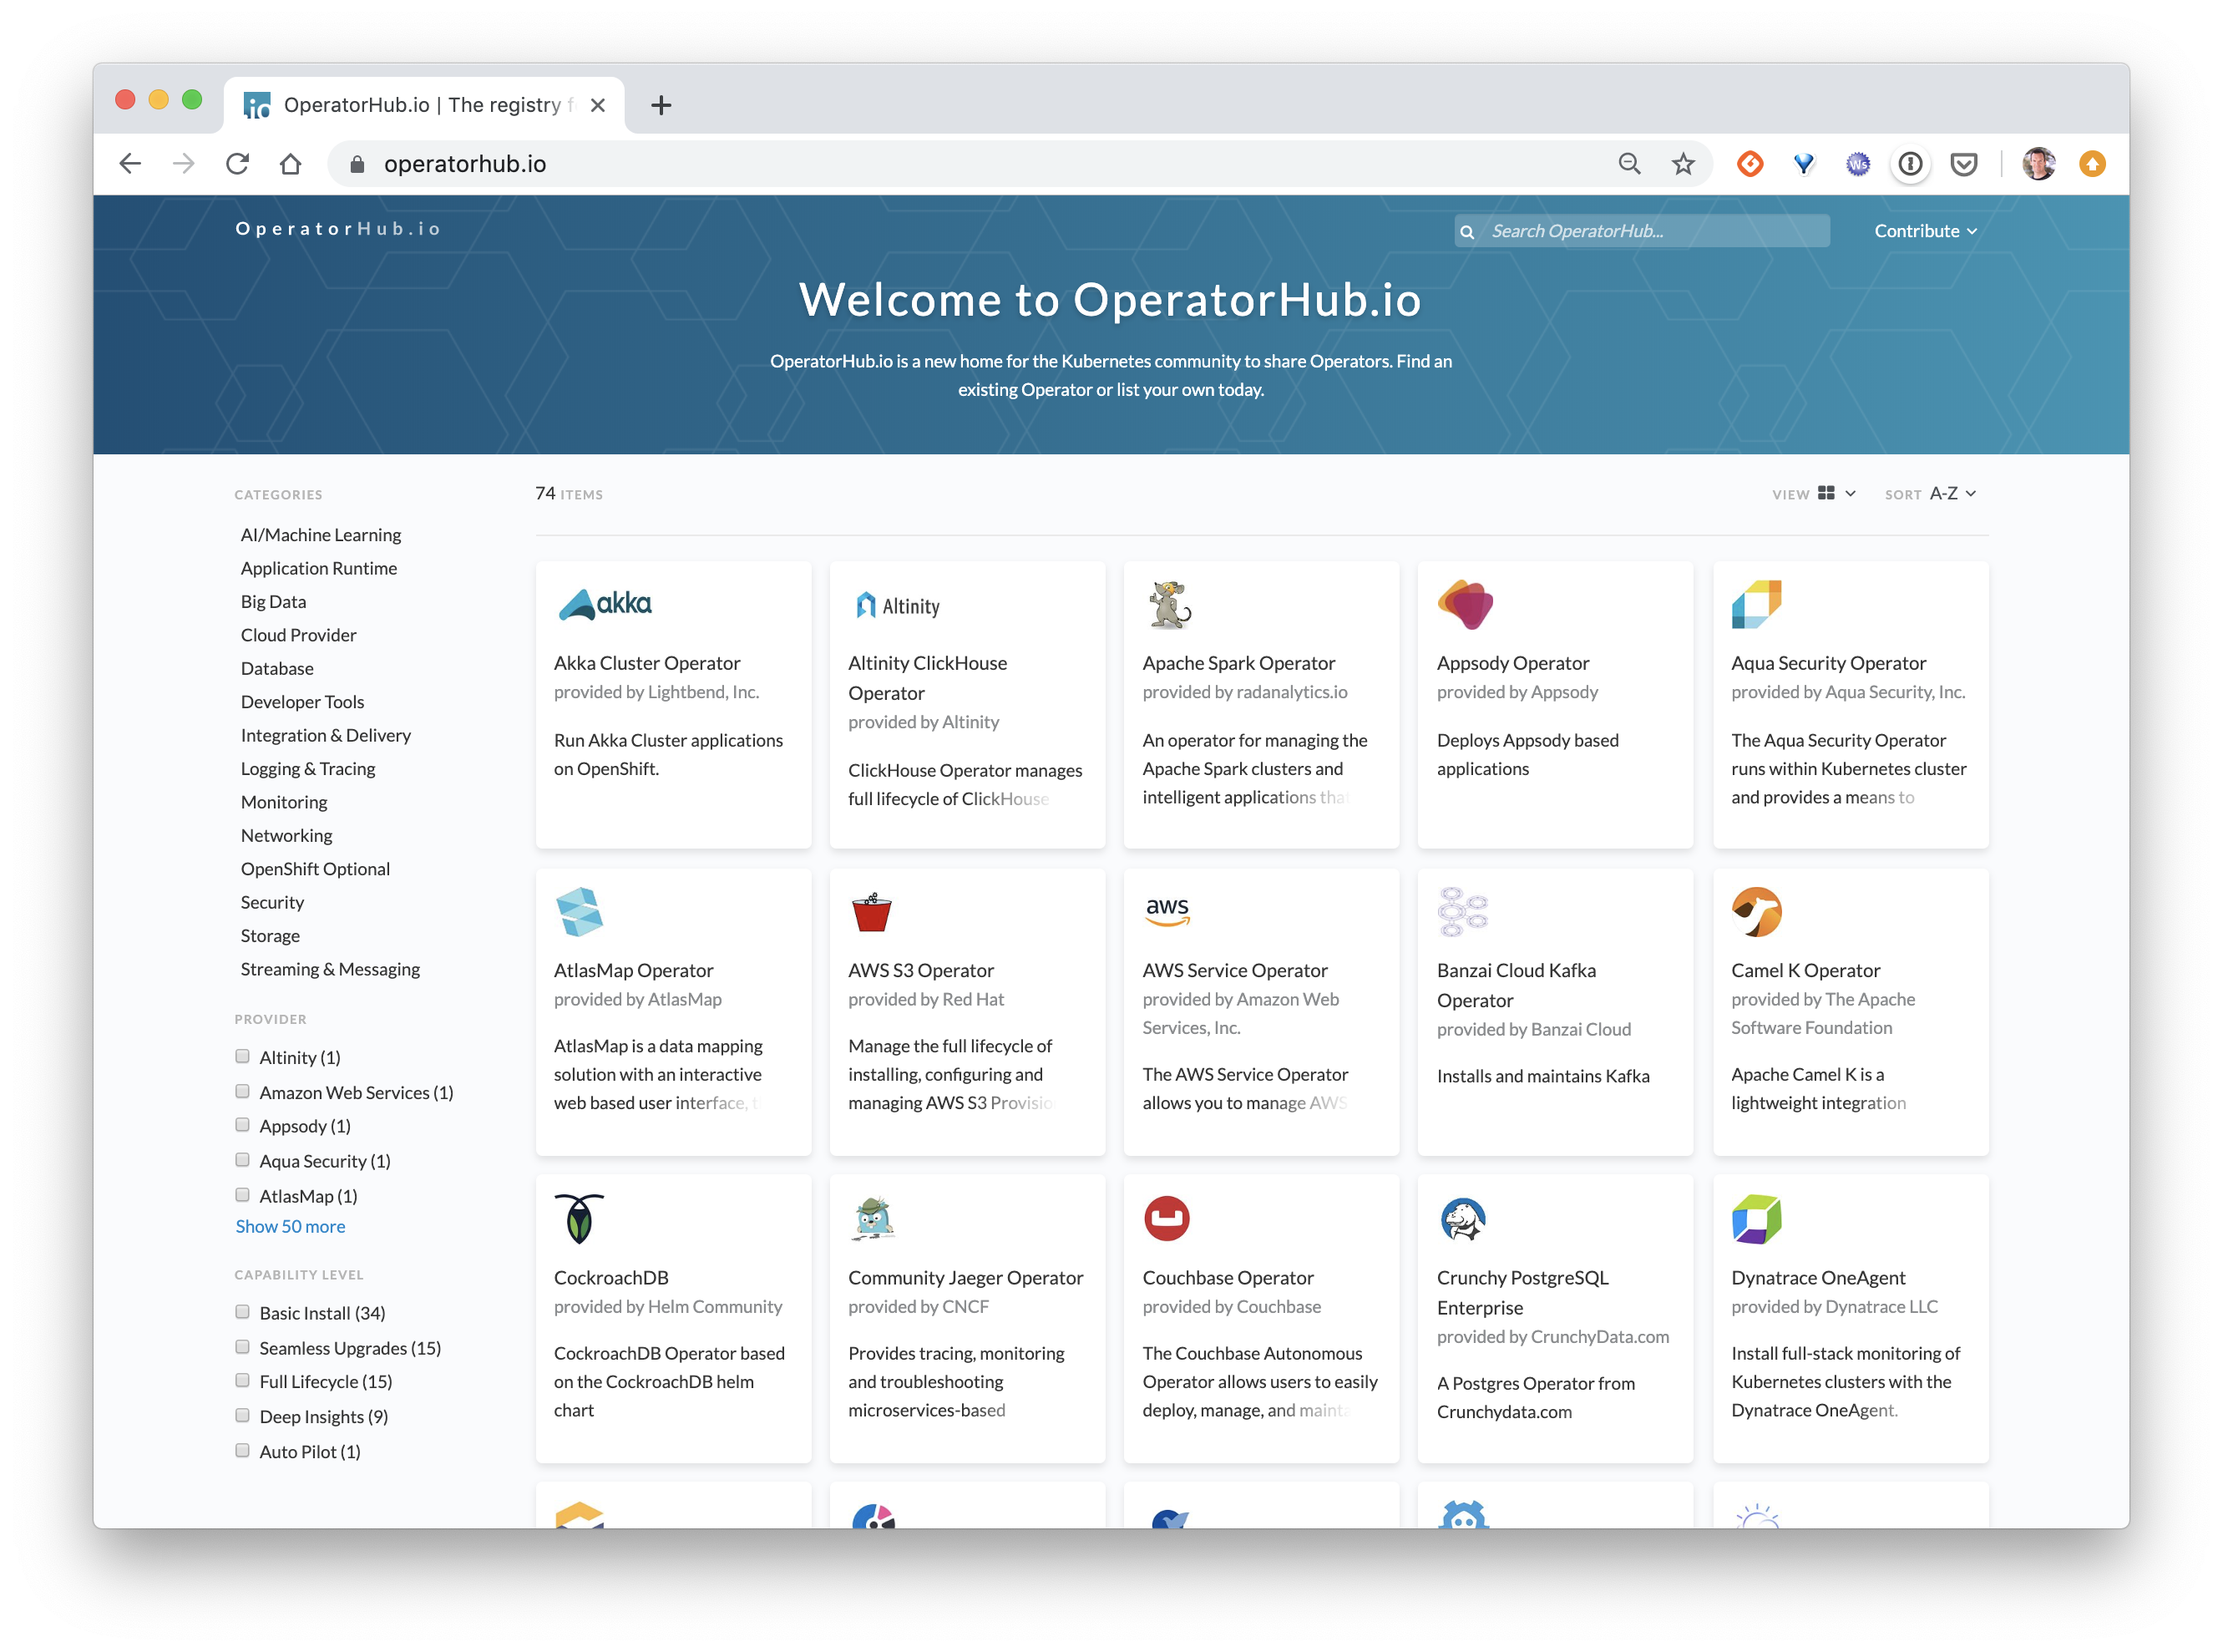 OperatorHub.io | The registry f
operatorhub.io
OperatorHub.io
Search OperatorHub...
Contribute
Welcome to OperatorHub.io
OperatorHub.io is a new home for the Kubernetes community to share Operators. Find an
existing Operator or list your own today.
CATEGORIES
AI/Machine Learning
Application Runtime
Big Data
Cloud Provider
Database
Developer Tools
Integration & Delivery
Logging & Tracing
Monitoring
Networking
OpenShift Optional
Security
Storage
Streaming & Messaging
PROVIDER
Altinity (1)
Amazon Web Services (1)
Appsody (1)
Aqua Security (1)
AtlasMap (1)
Show 50 more
CAPABILITY LEVEL
Basic Install (34)
Seamless Upgrades (15)
Full Lifecycle (15)
Deep Insights (9)
Auto Pilot (1)
74 ITEMS
VIEW
SORT A-Z
akka
Akka Cluster Operator
provided by Lightbend, Inc.
Run Akka Cluster applications
on OpenShift.
Altinity
Altinity ClickHouse
Operator
provided by Altinity
ClickHouse Operator manages
full lifecycle of ClickHouse
Apache Spark Operator
provided by radanalytics.io
An operator for managing the
Apache Spark clusters and
intelligent applications that
Appsody Operator
provided by Appsody
Deploys Appsody based
applications
Aqua Security Operator
provided by Aqua Security, Inc.
The Aqua Security Operator
runs within Kubernetes cluster
and provides a means to
AtlasMap Operator
provided by AtlasMap
AtlasMap is a data mapping
solution with an interactive
web based user interface, t
AWS S3 Operator
provided by Red Hat
Manage the full lifecycle of
installing, configuring and
managing AWS S3 Provisio
aws
AWS Service Operator
provided by Amazon Web
Services, Inc.
The AWS Service Operator
allows you to manage AWS
Banzai Cloud Kafka
Operator
provided by Banzai Cloud
Installs and maintains Kafka
Camel K Operator
provided by The Apache
Software Foundation
Apache Camel K is a
lightweight integration
CockroachDB
provided by Helm Community
CockroachDB Operator based
on the CockroachDB helm
chart
Community Jaeger Operator
provided by CNCF
Provides tracing, monitoring
and troubleshooting
microservices-based
Couchbase Operator
provided by Couchbase
The Couchbase Autonomous
Operator allows users to easily
deploy, manage, and mainta
Crunchy PostgreSQL
Enterprise
provided by CrunchyData.com
A Postgres Operator from
Crunchydata.com
Dynatrace OneAgent
provided by Dynatrace LLC
Install full-stack monitoring of
Kubernetes clusters with the
Dynatrace OneAgent.